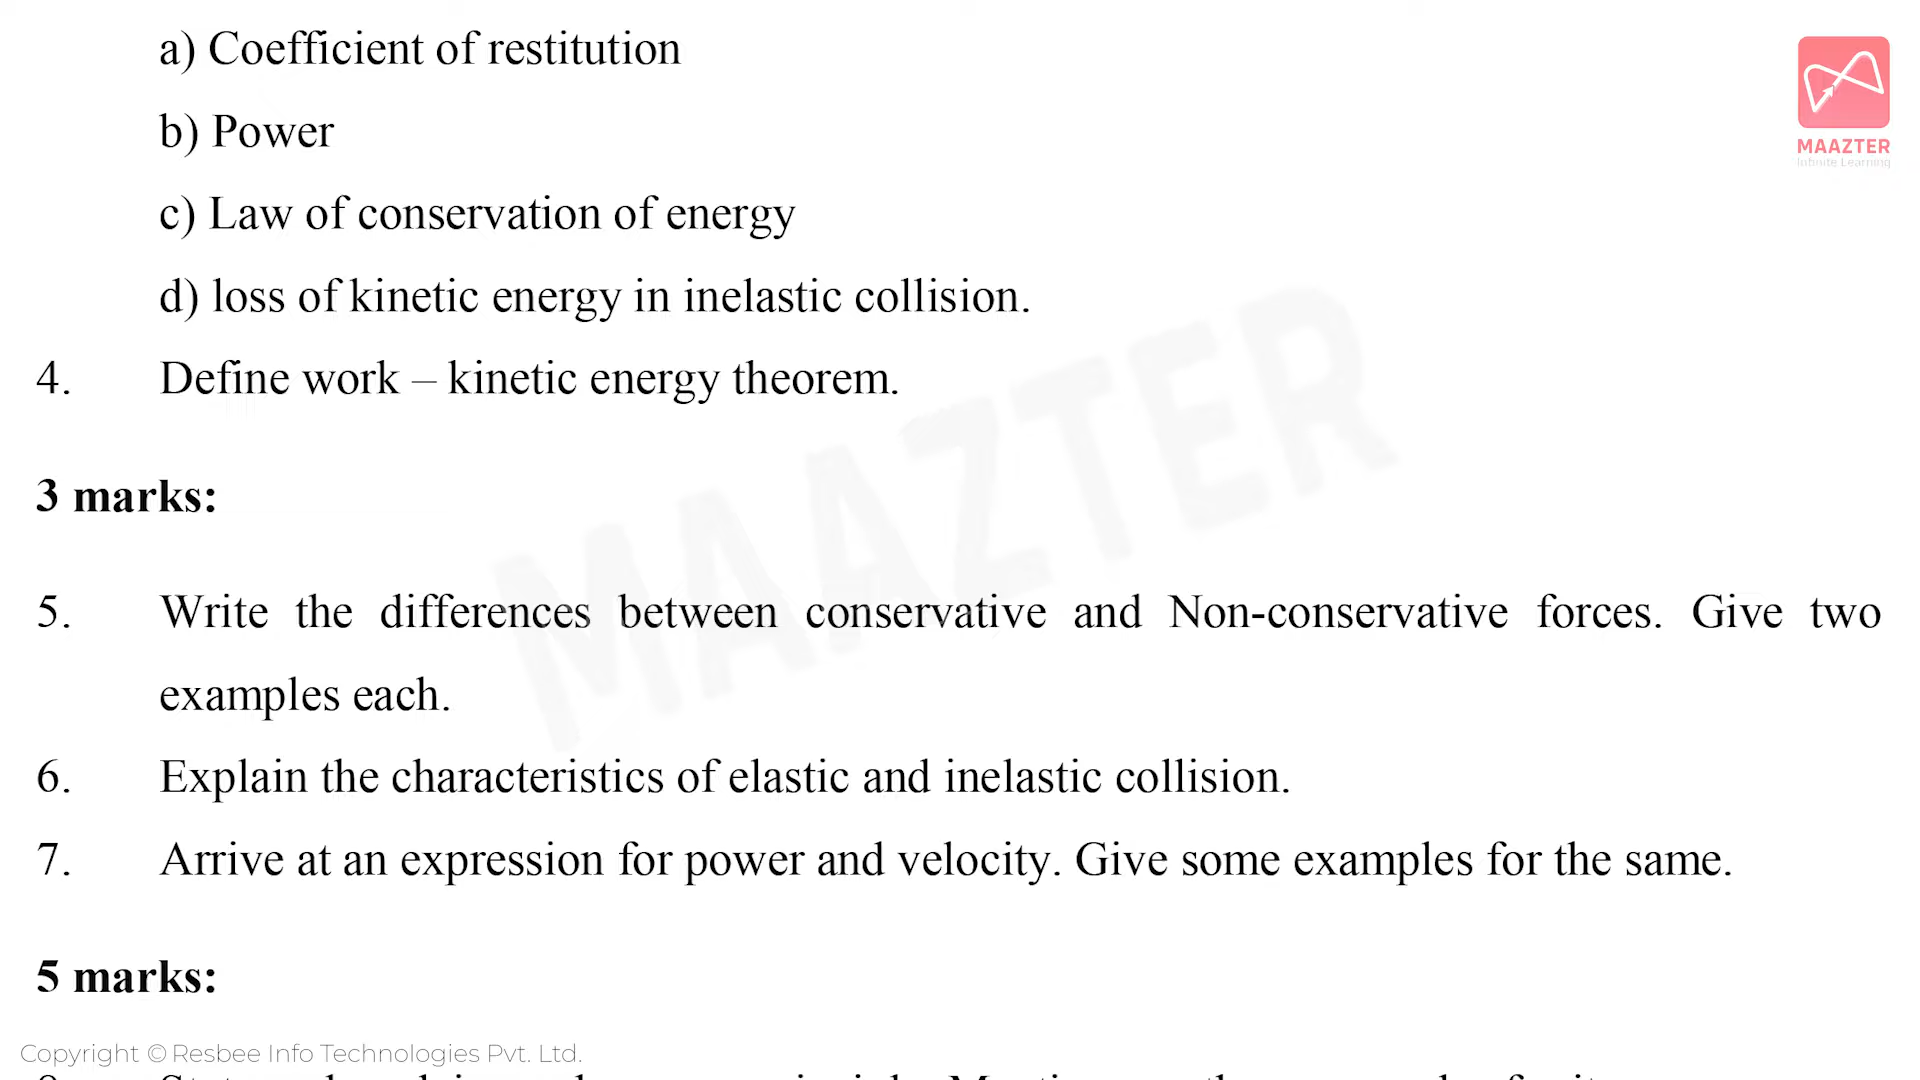 a) Coefficient of restitution
b) Power
c) Law of conservation of energy
d) loss of kinetic energy in inelastic collision.
4. Define work – kinetic energy theorem.
3 marks:
5. Write the differences between conservative and Non-conservative forces. Give two
examples each.
6. Explain the characteristics of elastic and inelastic collision.
7. Arrive at an expression for power and velocity. Give some examples for the same.
5 marks:
MAAZTER
Infinite Learning
MAAZTER
Copyright © Resbee Info Technologies Pvt. Ltd.